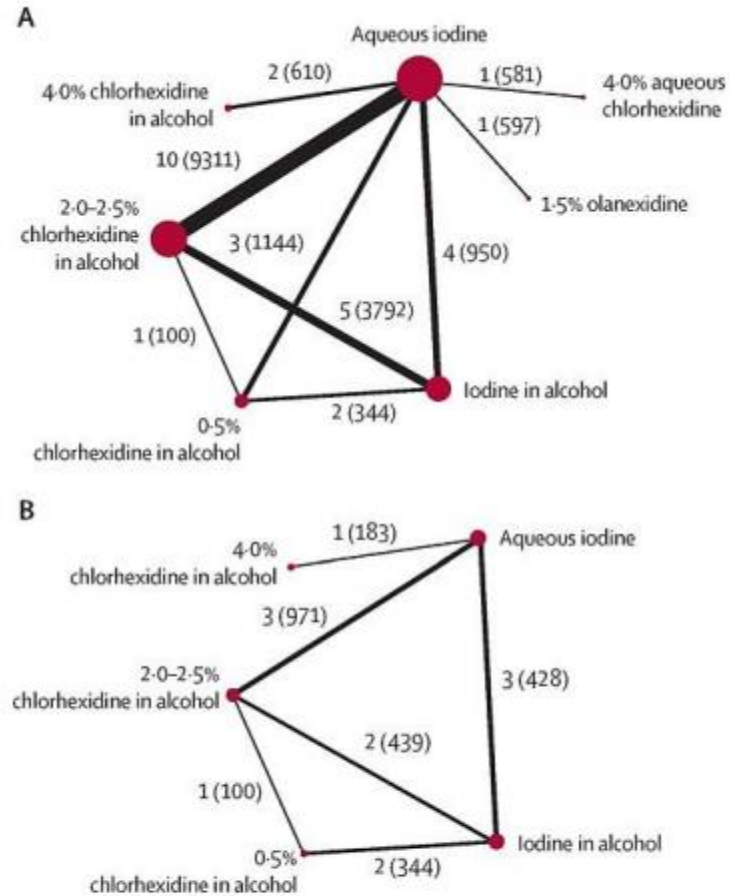 A
Aqueous iodine
2 (610)
1 (581)
4·0% chlorhexidine
in alcohol
4·0% aqueous
chlorhexidine
1 (597)
10 (9311)
1·5% olanexidine
2·0–2·5%
chlorhexidine
in alcohol
3 (1144)
4 (950)
5 (3792)
1 (100)
Iodine in alcohol
2 (344)
0·5%
chlorhexidine in alcohol
B
1 (183)
Aqueous iodine
4·0%
chlorhexidine in alcohol
3 (971)
2·0–2·5%
chlorhexidine in alcohol
3 (428)
2 (439)
1 (100)
Iodine in alcohol
0·5%
chlorhexidine in alcohol
2 (344)